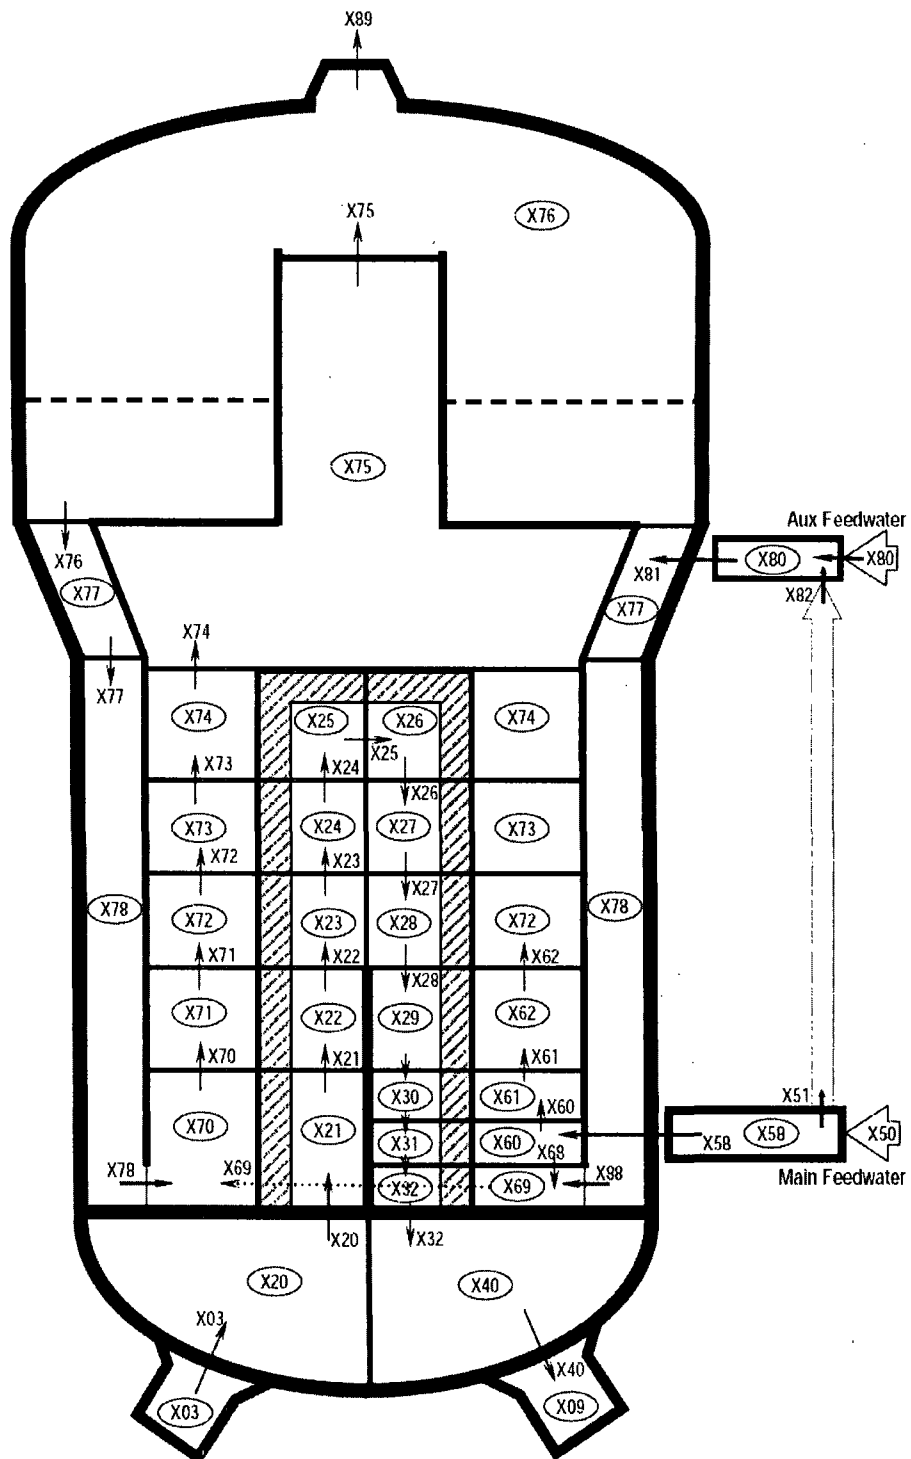 X89
X75
X76
X75
Aux Feedwater
X76
X81
X80
X80
X77
X77
X82
X74
X77
X74
X25
X26
X74
X25
X73
X24
X26
X73
X24
X27
X73
X72
X23
X27
X78
X72
X23
X28
X72
X78
X71
X22
X28
X62
X71
X22
X29
X62
X70
X21
X61
X30
X61
X51
X60
X70
X21
X31
X60
X58
X58
X50
X78
X69
X68
X88
X32
X69
Main Feedwater
X20
X32
X20
X40
X03
X40
X03
X09